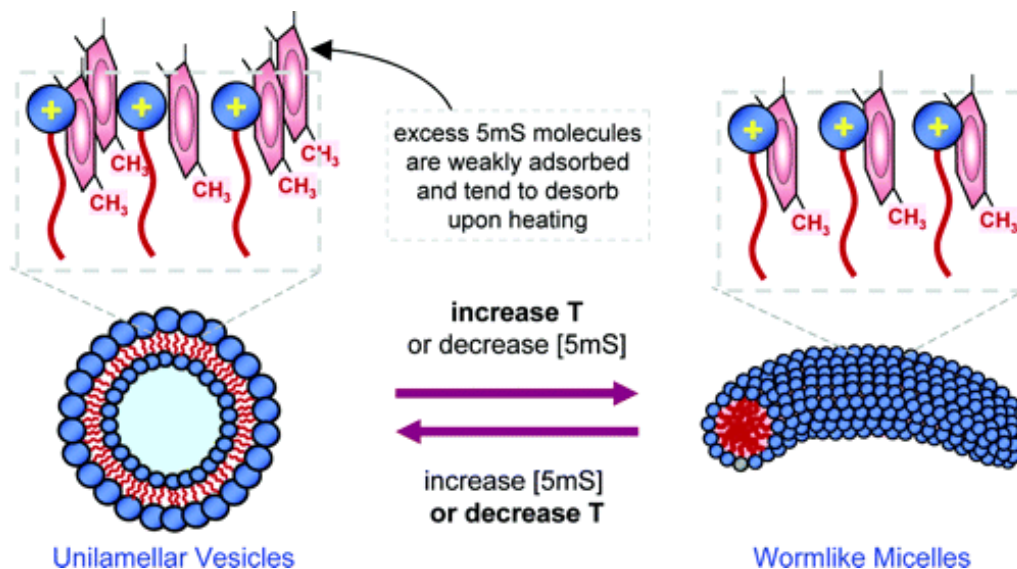 +
+
+
CH₃
CH₃
CH₃
CH₃
CH₃
excess 5mS molecules
are weakly adsorbed
and tend to desorb
upon heating
+
+
+
CH₃
CH₃
CH₃
increase T
or decrease [5mS]
increase [5mS]
or decrease T
Unilamellar Vesicles
Wormlike Micelles